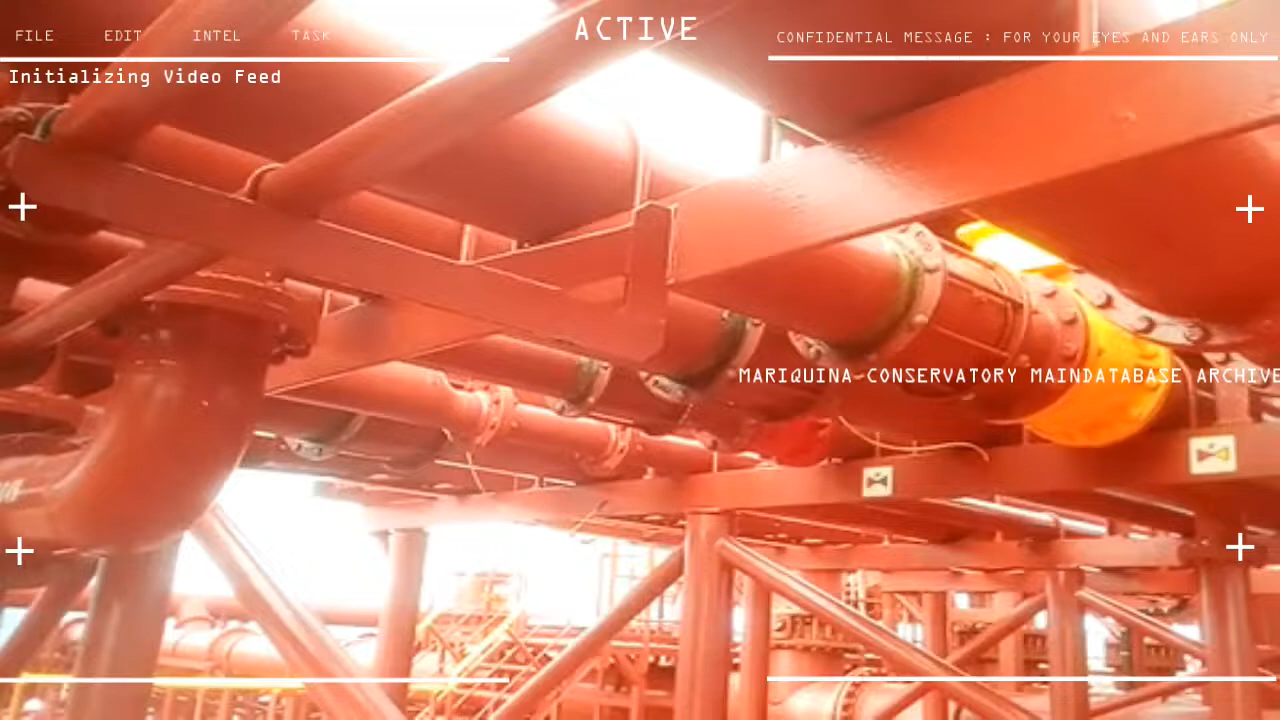 FILE EDIT INTEL TASK
ACTIVE
CONFIDENTIAL MESSAGE : FOR YOUR EYES AND EARS ONLY
Initializing Video Feed
MARIQUINA CONSERVATORY MAINDATABASE ARCHIVE